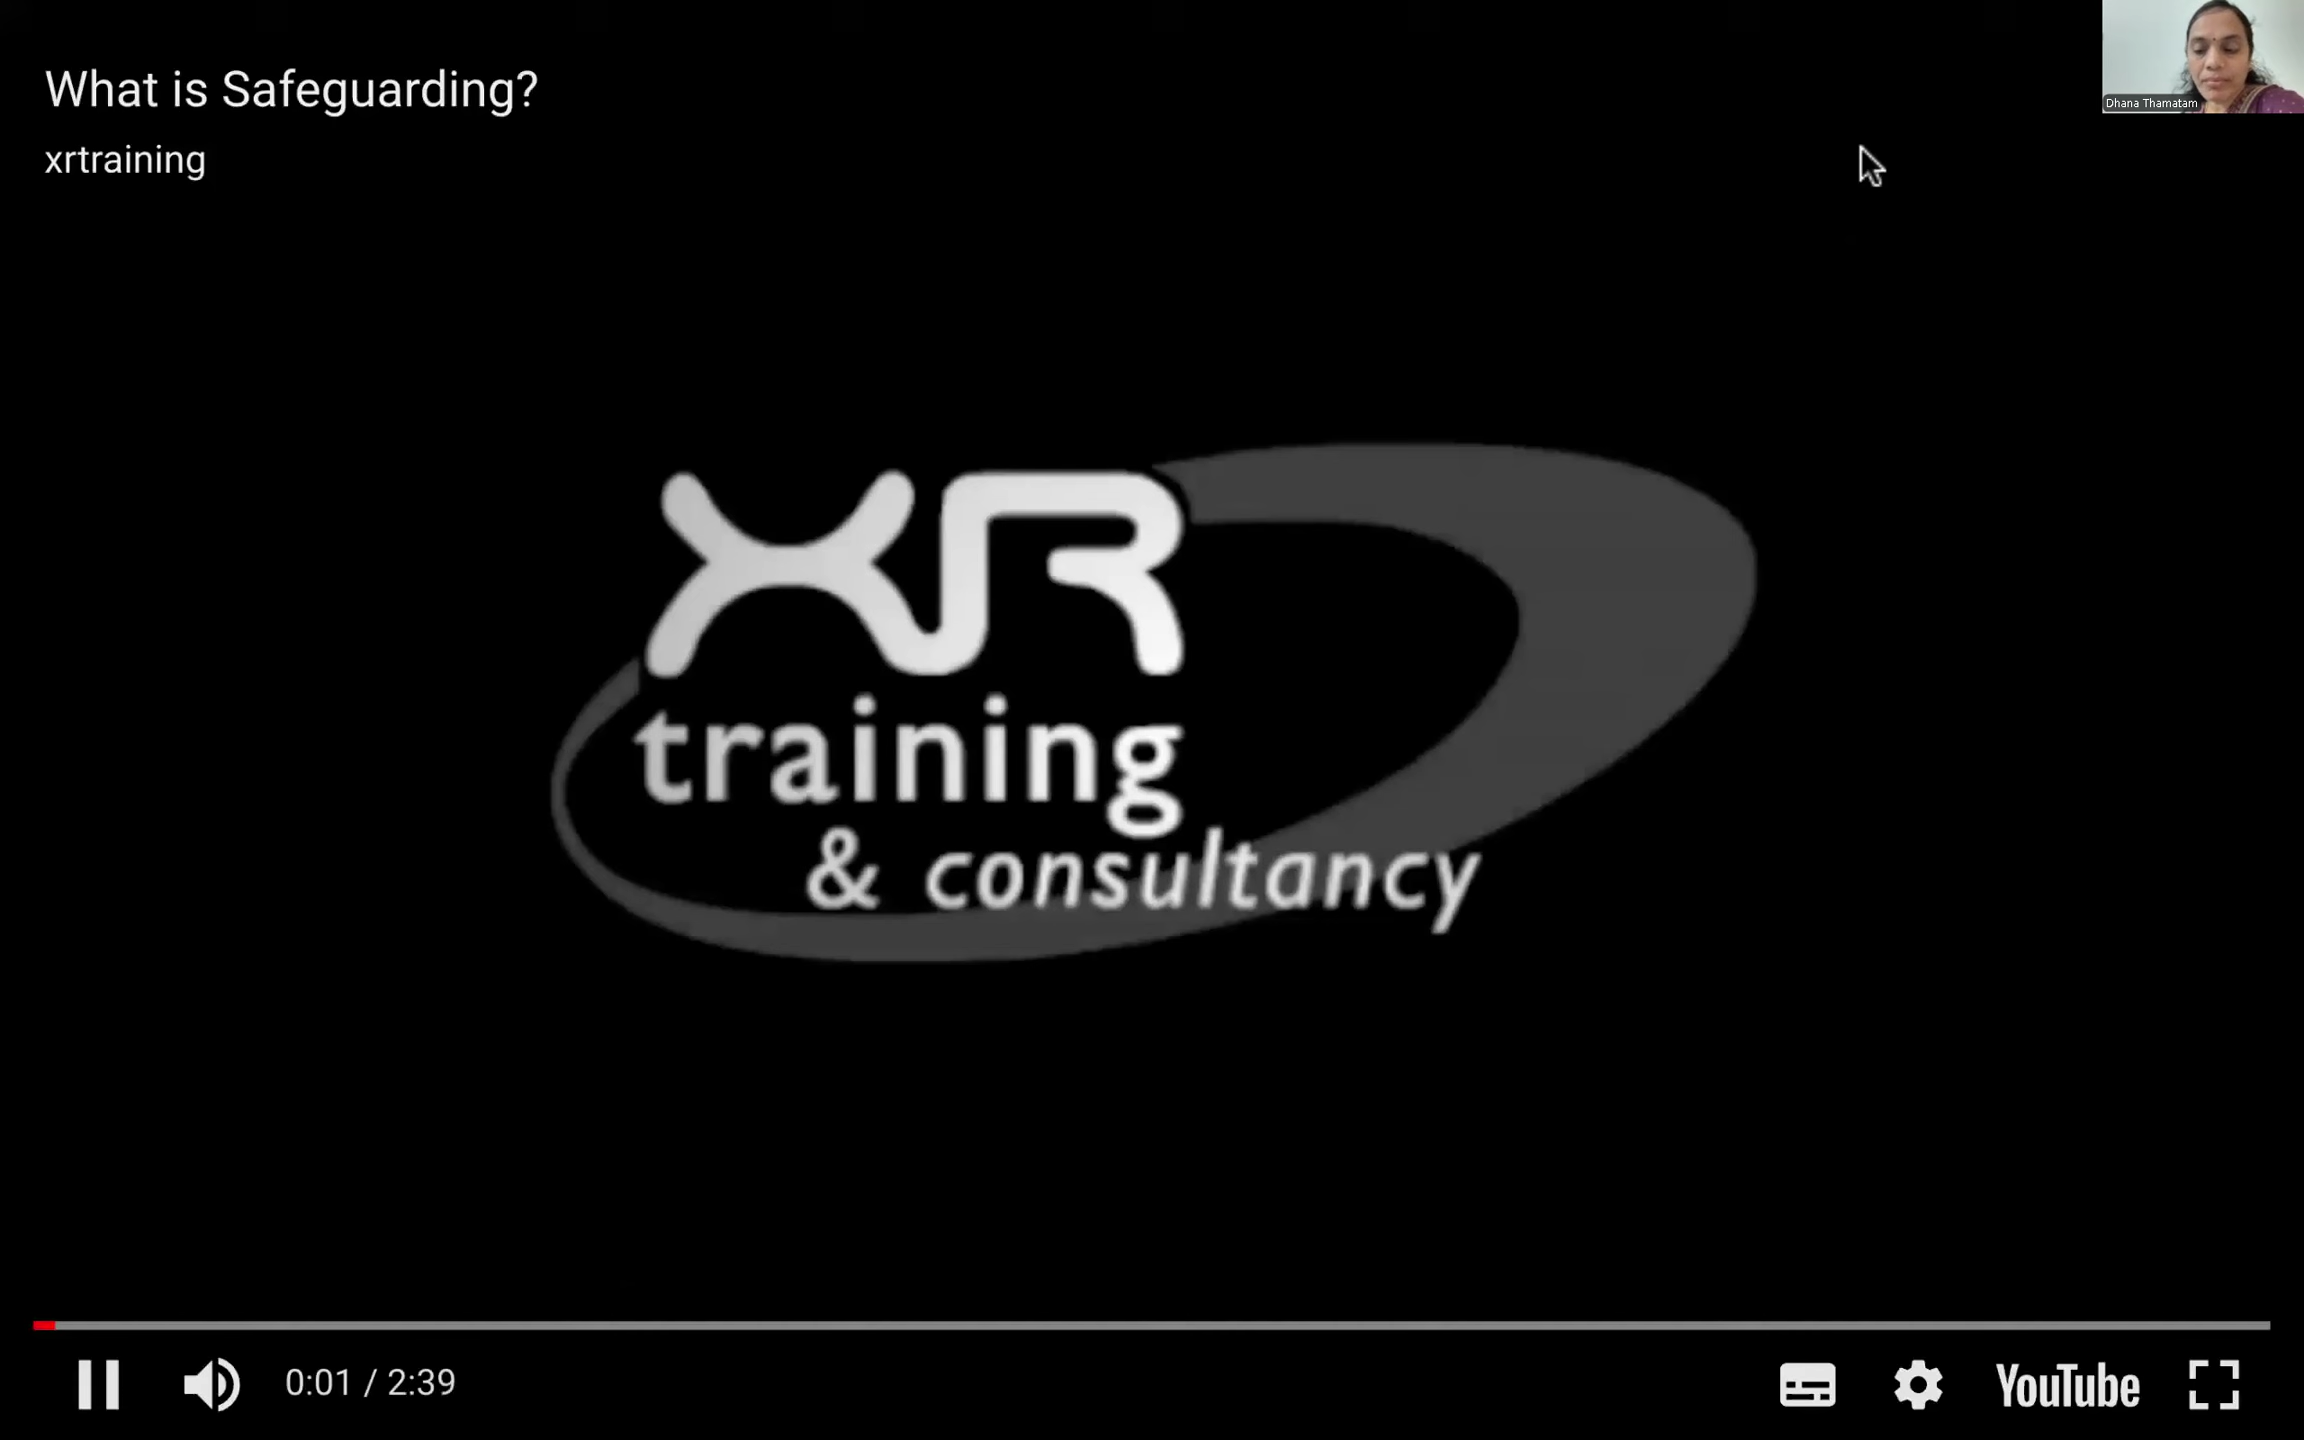 What is Safeguarding?
xrtraining
Dhana Thamatam
XR
training
& consultancy
0:01 / 2:39
YouTube